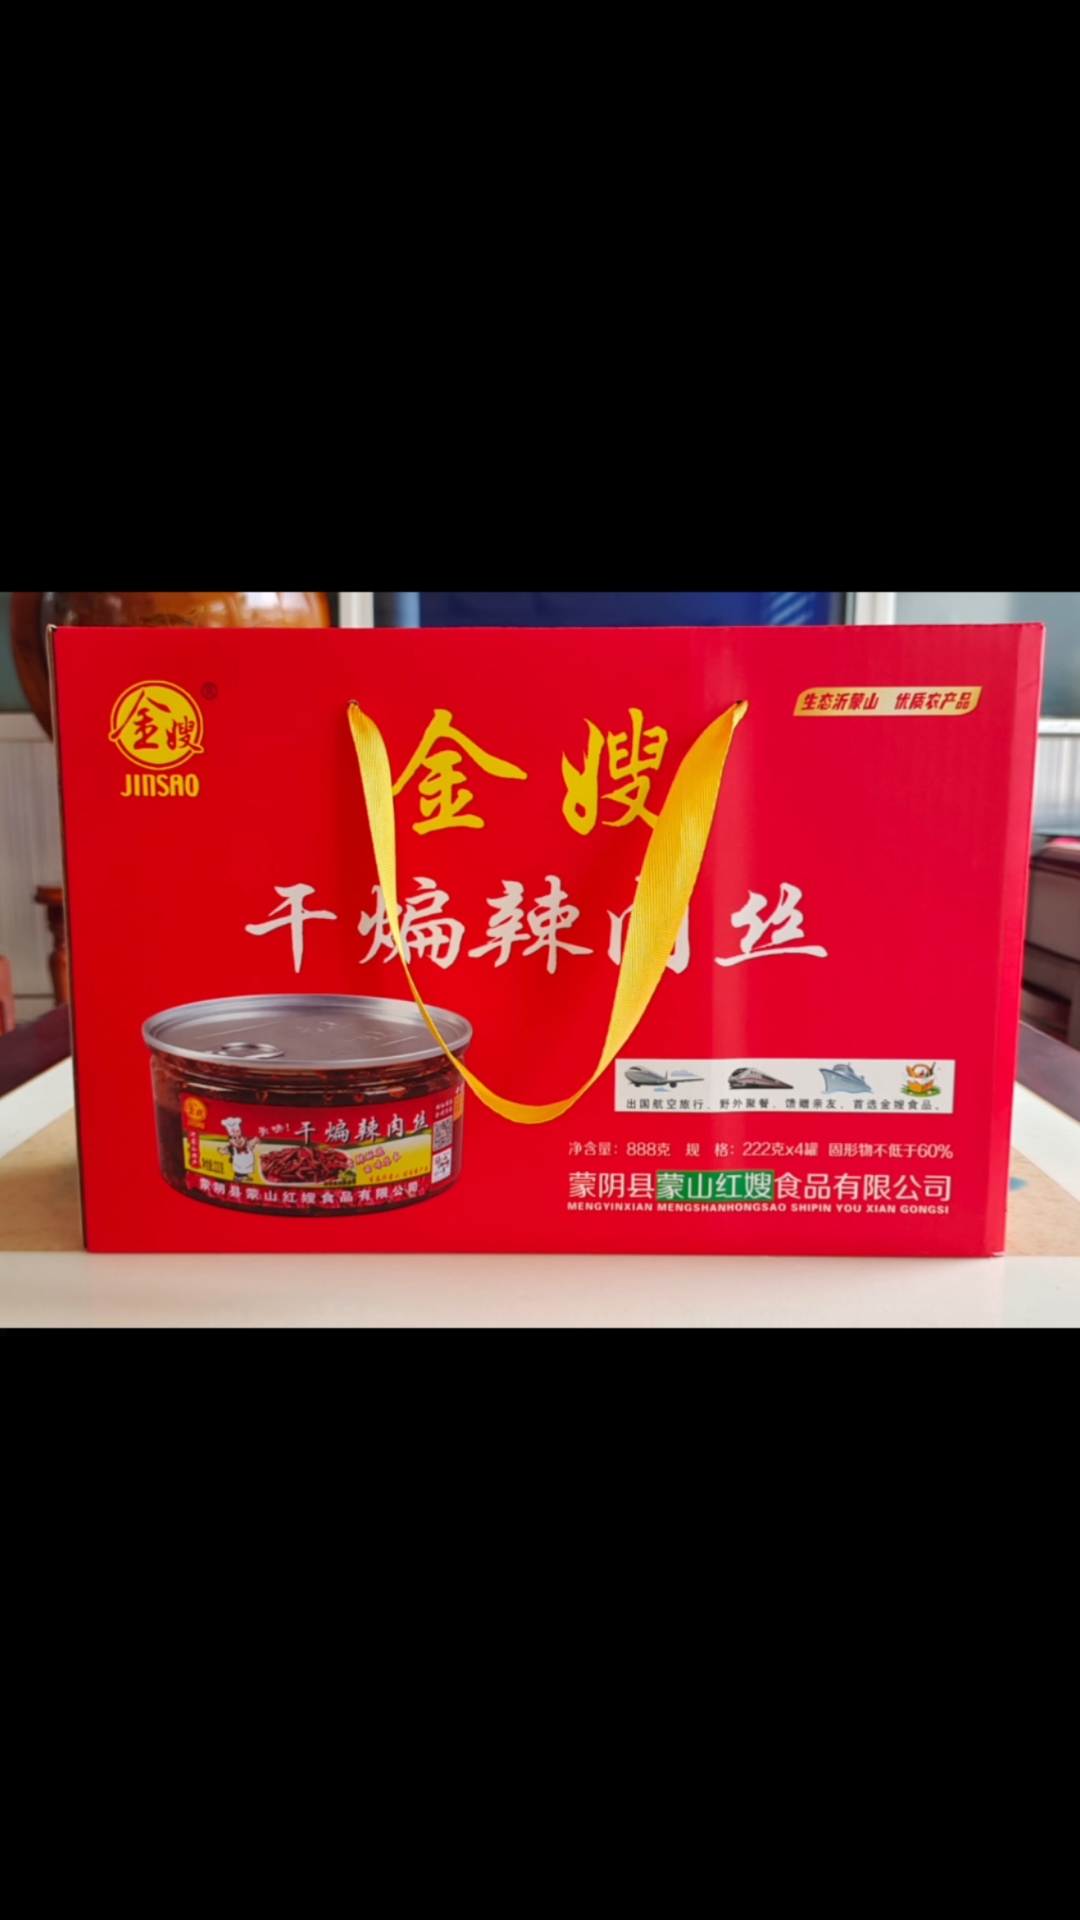 金嫂
®
JINSAO
生态沂蒙山 优质农产品
金嫂
干煸辣肉丝
金嫂
干煸辣肉丝
蒙阴县蒙山红嫂食品有限公司
出国航空旅行、野外聚餐、馈赠亲友、首选金嫂食品。
净含量：888克 规 格：222克x4罐 固形物不低于60%
蒙阴县蒙山红嫂食品有限公司
MENGYINXIAN MENGSHANHONGSAO SHIPIN YOU XIAN GONGSI